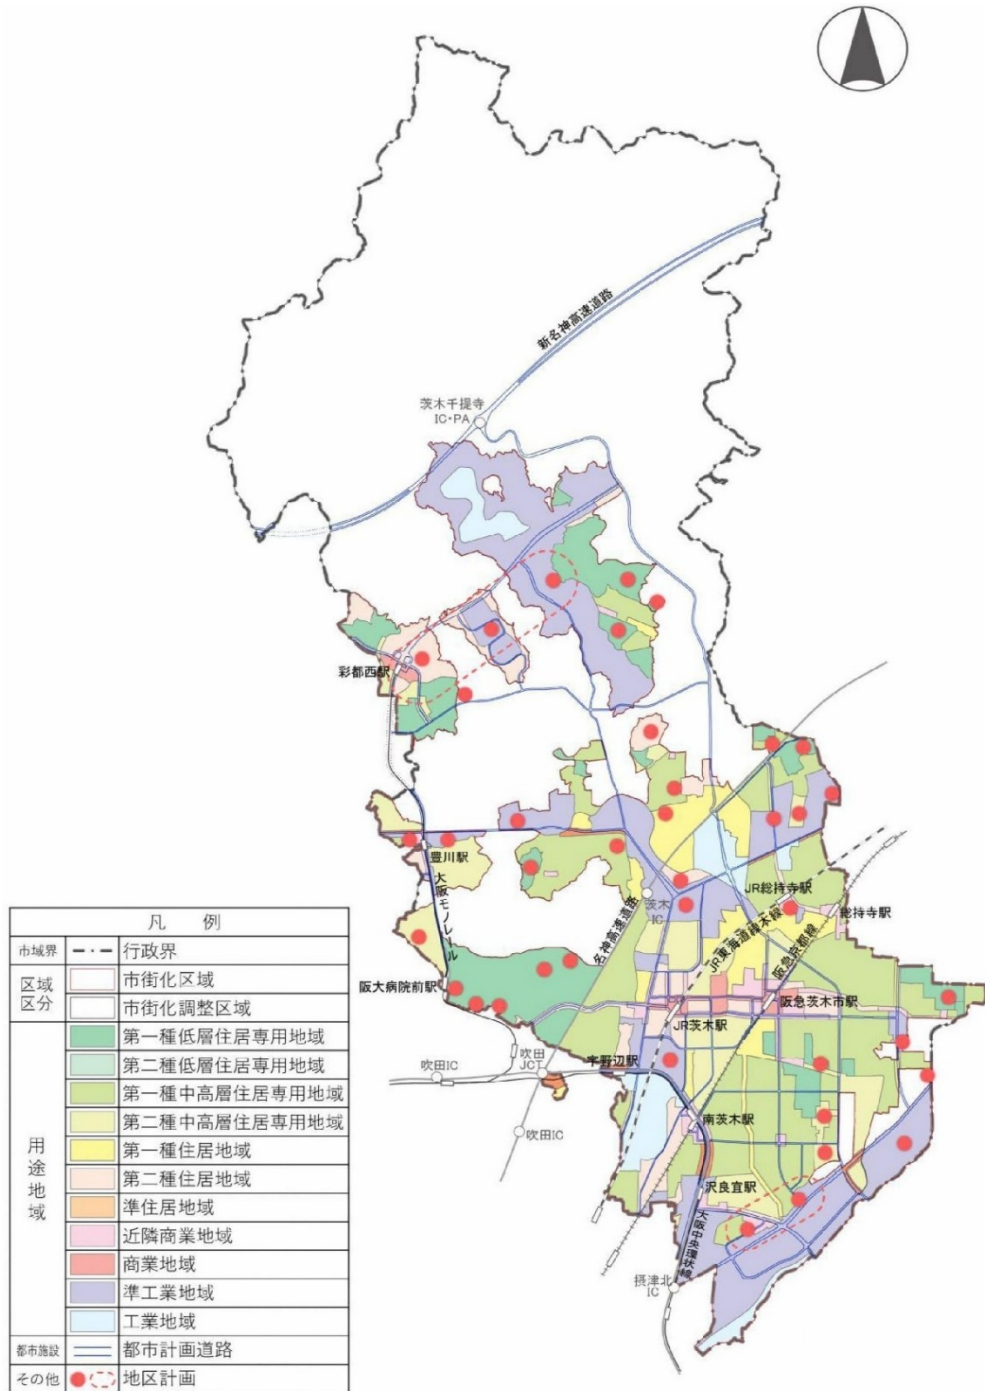 新名神高速道路
茨木千提寺
IC・PA
彩都西駅
豊川駅
大阪モノレール
名神高速道路
茨木
IC
JR総持寺駅
JR東海道線本線
阪急京都線
総持寺駅
阪大病院前駅
阪急茨木市駅
JR茨木駅
宇野辺駅
吹田
JCT
吹田IC
吹田IC
南茨木駅
沢良宜駅
大阪中央環状線
摂津北
IC
凡例
市域界 行政界
区域区分 市街化区域
市街化調整区域
用途地域 第一種低層住居専用地域
第二種低層住居専用地域
第一種中高層住居専用地域
第二種中高層住居専用地域
第一種住居地域
第二種住居地域
準住居地域
近隣商業地域
商業地域
準工業地域
工業地域
都市施設 都市計画道路
その他 地区計画